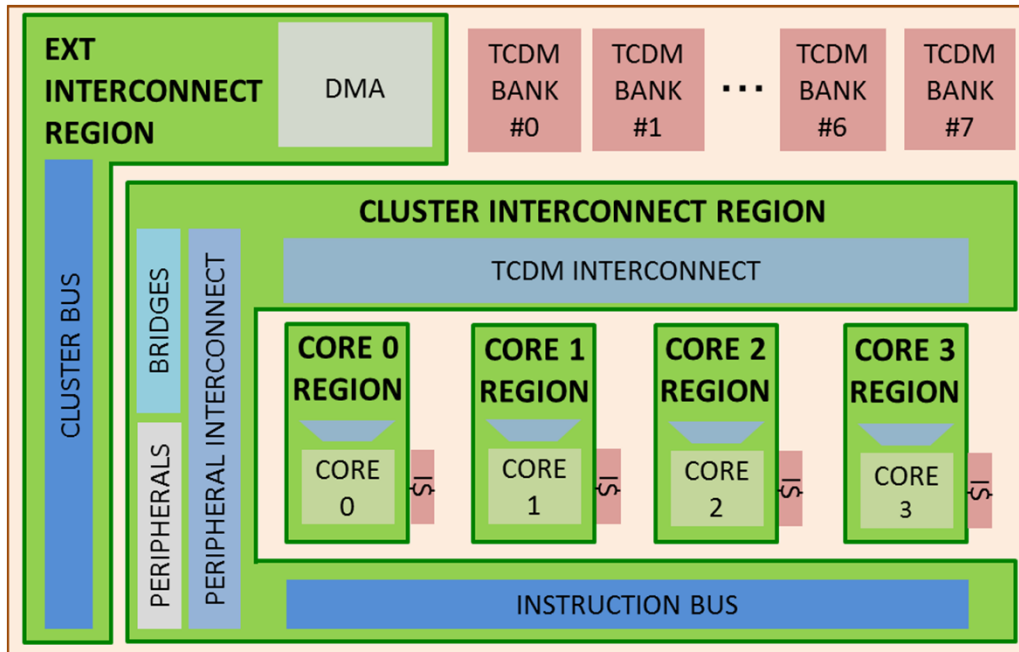 EXT
INTERCONNECT
REGION
DMA
TCDM
BANK
#0
TCDM
BANK
#1
...
TCDM
BANK
#6
TCDM
BANK
#7
CLUSTER BUS
CLUSTER INTERCONNECT REGION
BRIDGES
PERIPHERALS
PERIPHERAL INTERCONNECT
TCDM INTERCONNECT
CORE 0
REGION
CORE
0
I$
CORE 1
REGION
CORE
1
I$
CORE 2
REGION
CORE
2
I$
CORE 3
REGION
CORE
3
I$
INSTRUCTION BUS